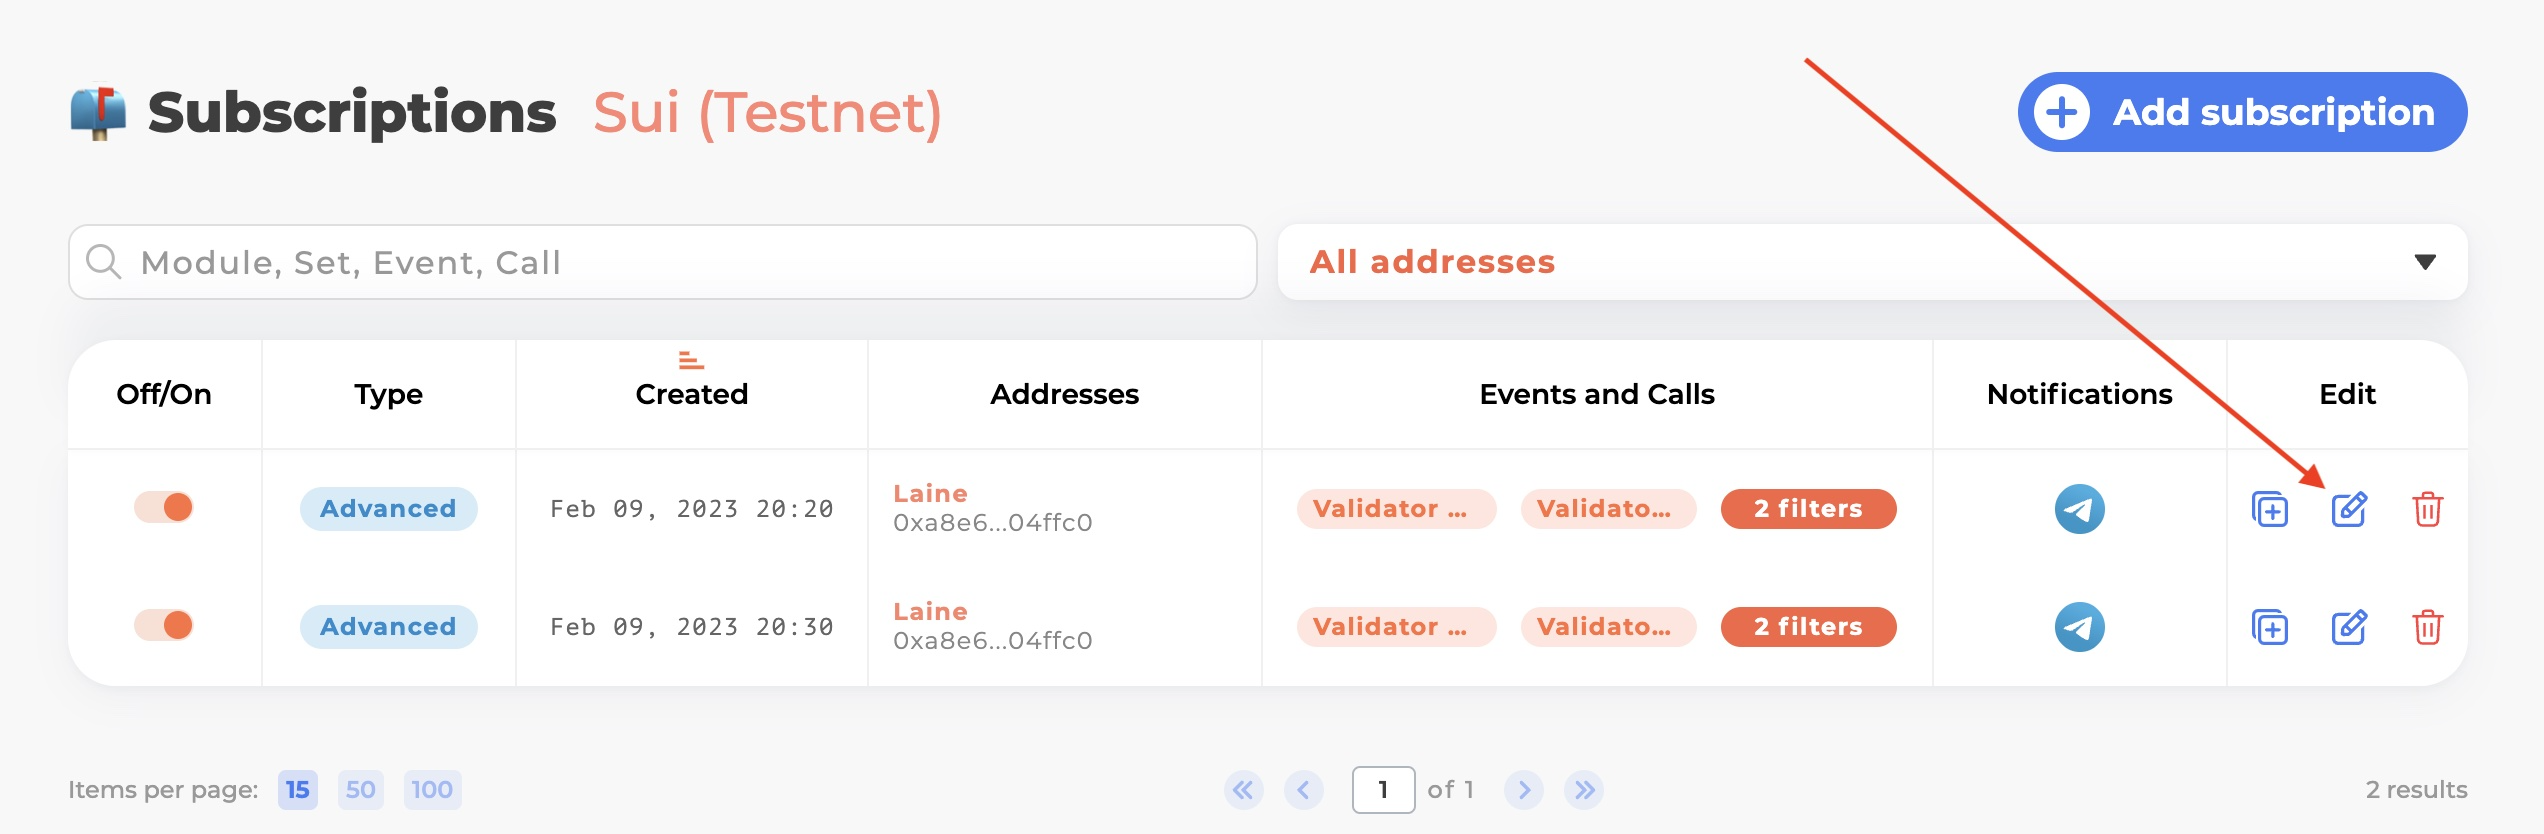 Subscriptions Sui (Testnet)
Add subscription
Module, Set, Event, Call
All addresses
Off/On Type Created Addresses Events and Calls Notifications Edit
Advanced Feb 09, 2023 20:20 Laine Validator ... Validato... 2 filters
0xa8e6...04ffc0
Advanced Feb 09, 2023 20:30 Laine Validator ... Validato... 2 filters
0xa8e6...04ffc0
Items per page: 15 50 100 1 of 1 2 results